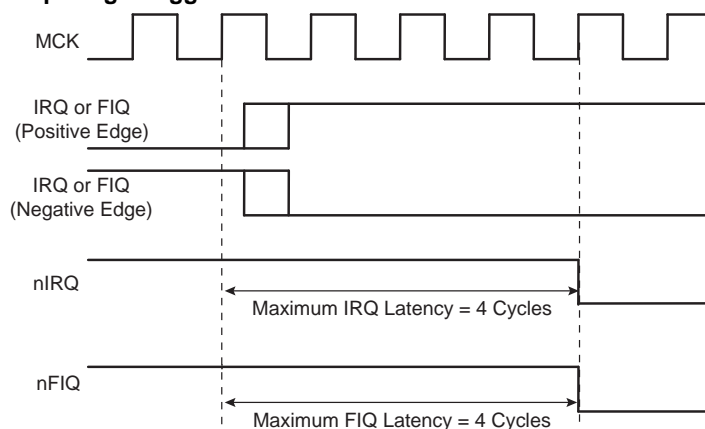 MCK
IRQ or FIQ
(Positive Edge)
IRQ or FIQ
(Negative Edge)
nIRQ
Maximum IRQ Latency = 4 Cycles
nFIQ
Maximum FIQ Latency = 4 Cycles